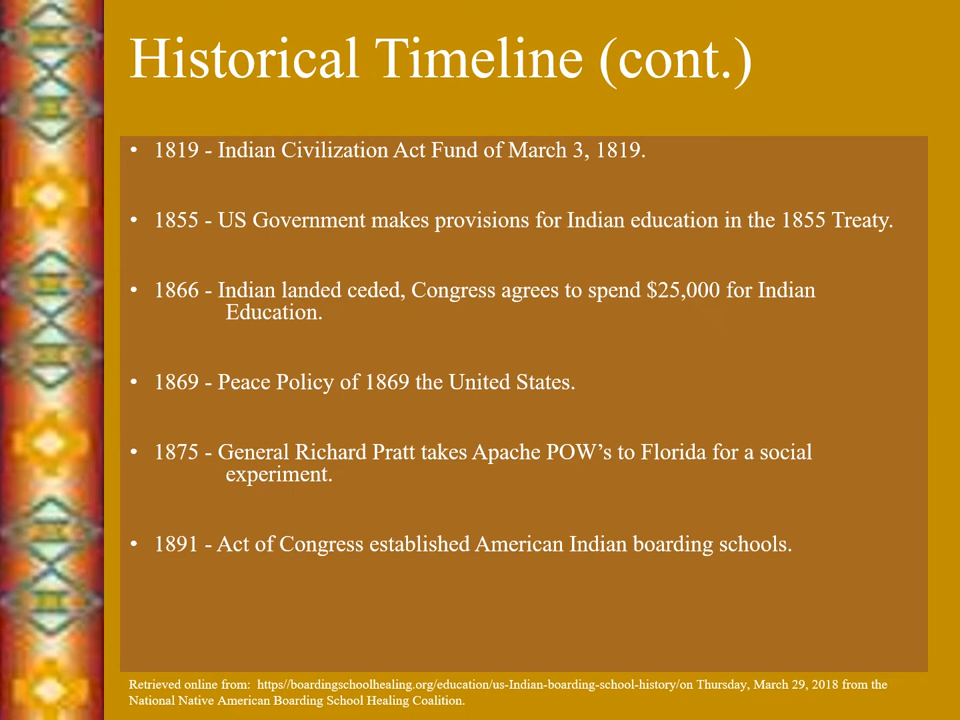 Historical Timeline (cont.)
• 1819 - Indian Civilization Act Fund of March 3, 1819.
• 1855 - US Government makes provisions for Indian education in the 1855 Treaty.
• 1866 - Indian landed ceded, Congress agrees to spend $25,000 for Indian
Education.
• 1869 - Peace Policy of 1869 the United States.
• 1875 - General Richard Pratt takes Apache POW’s to Florida for a social
experiment.
• 1891 - Act of Congress established American Indian boarding schools.
Retrieved online from:  https//boardingschoolhealing.org/education/us-Indian-boarding-school-history/on Thursday, March 29, 2018 from the
National Native American Boarding School Healing Coalition.